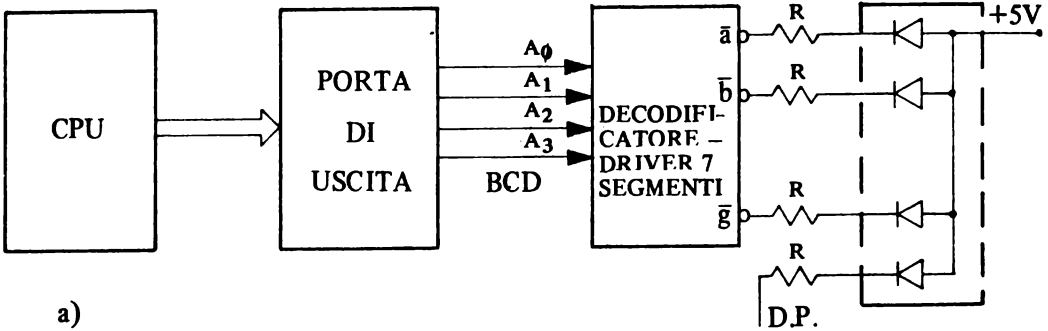 CPU
PORTA
DI
USCITA
Aϕ
A1
A2
A3
BCD
DECODIFI-
CATORE –
DRIVER 7
SEGMENTI
a̅
b̅
g̅
R
R
R
R
+5V
D.P.
a)